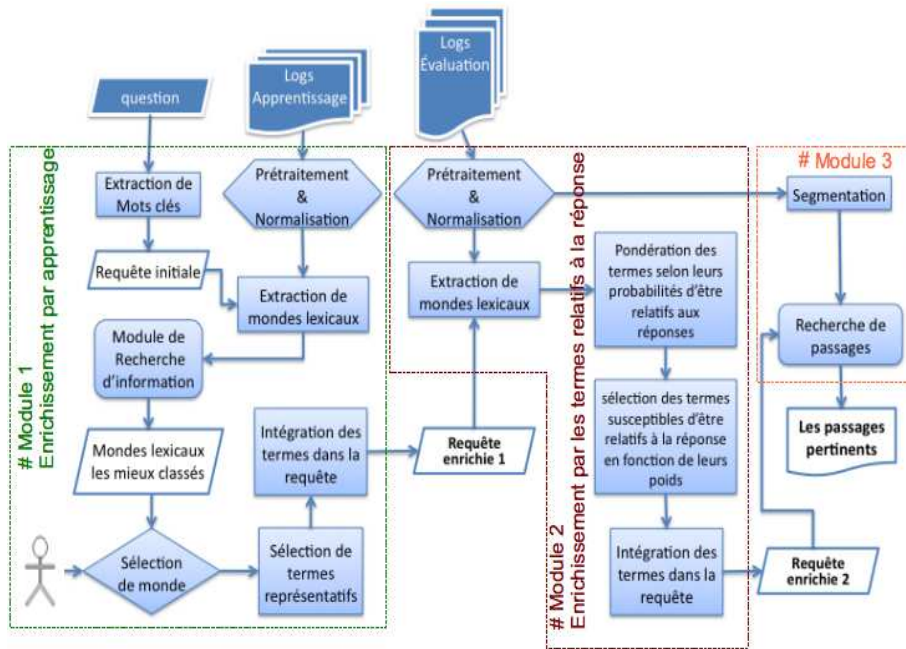 question
Logs
Apprentissage
Logs
Évaluation
# Module 1
Enrichissement par apprentissage
Extraction de
Mots clés
Prétraitement
&
Normalisation
Requête initiale
Extraction de
mondes lexicaux
Module de
Recherche
d'information
Mondes lexicaux
les mieux classés
Sélection
de monde
Sélection de
termes
représentatifs
Intégration des
termes dans la
requête
Requête
enrichie 1
# Module 2
Enrichissement par les termes relatifs à la réponse
Prétraitement
&
Normalisation
Extraction de
mondes lexicaux
Pondération des
termes selon leurs
probabilités d'être
relatifs aux
réponses
sélection des termes
susceptibles d'être
relatifs à la réponse
en fonction de leurs
poids
Intégration des
termes dans la
requête
Requête
enrichie 2
# Module 3
Segmentation
Recherche de
passages
Les passages
pertinents